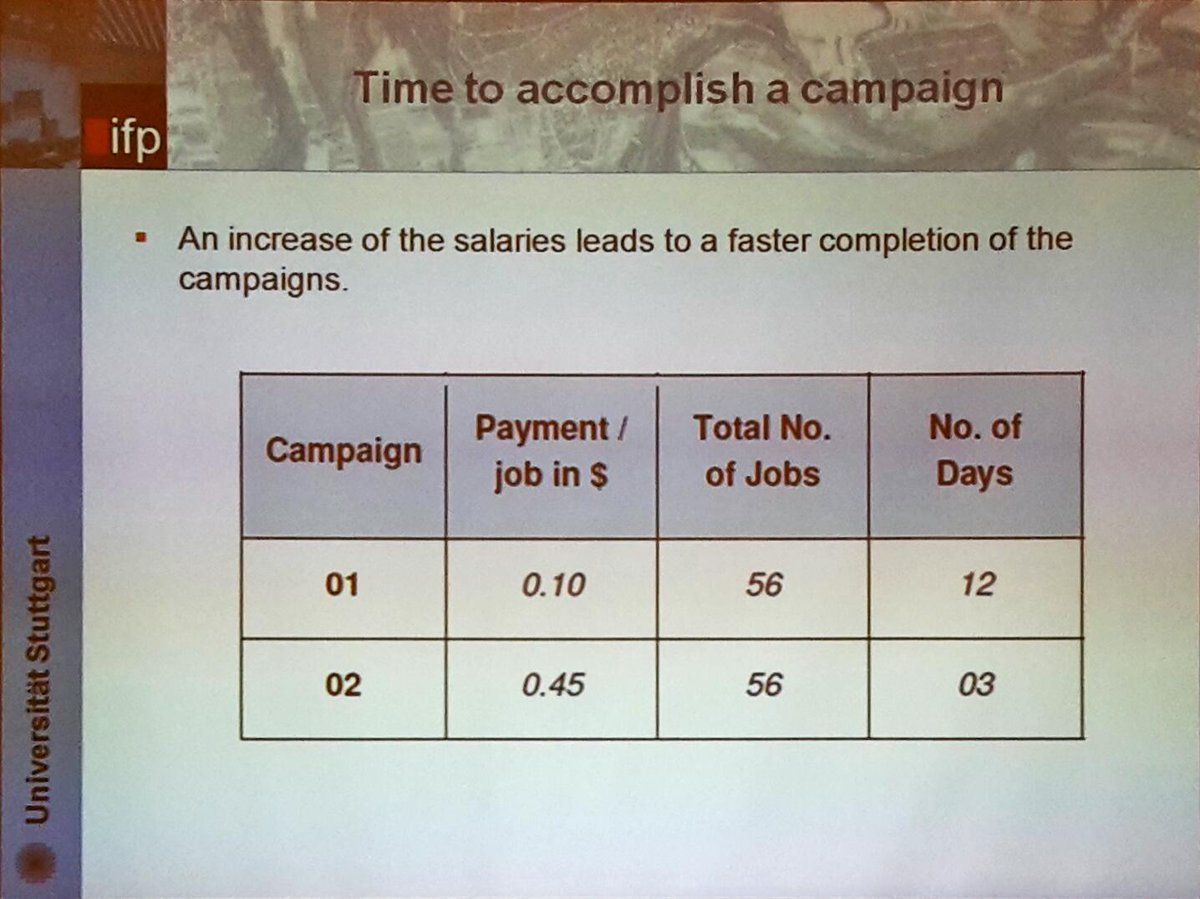 Time to accomplish a campaign
ifp
▪ An increase of the salaries leads to a faster completion of the
campaigns.
Campaign
Payment /
job in $
Total No.
of Jobs
No. of
Days
01 0.10 56 12
02 0.45 56 03
Universität Stuttgart